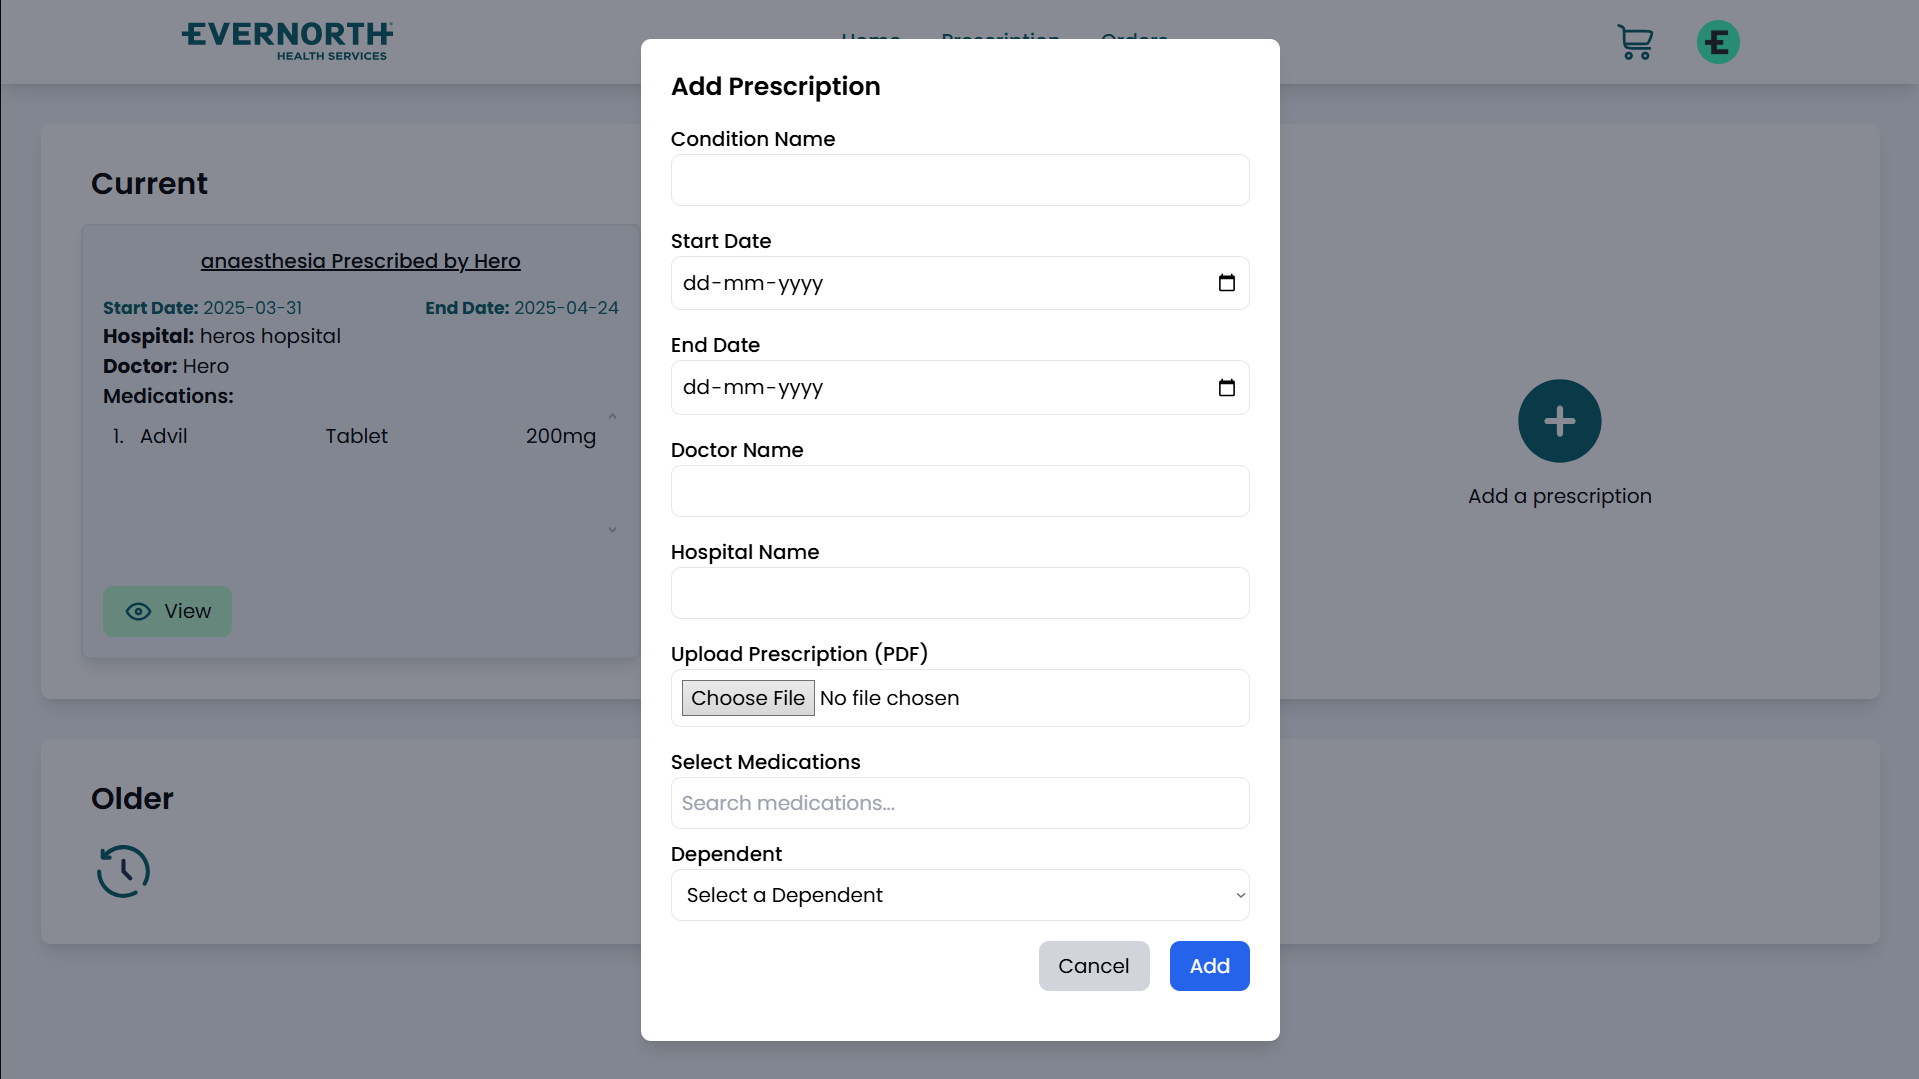 EVERNORTH
HEALTH SERVICES
Home Prescription Orders
Add Prescription
Condition Name
Start Date
dd-mm-yyyy
End Date
dd-mm-yyyy
Doctor Name
Hospital Name
Upload Prescription (PDF)
Choose File No file chosen
Select Medications
Search medications...
Dependent
Select a Dependent
Cancel Add
Current
anaesthesia Prescribed by Hero
Start Date: 2025-03-31 End Date: 2025-04-24
Hospital: heros hopsital
Doctor: Hero
Medications:
1. Advil Tablet 200mg
View
Add a prescription
Older